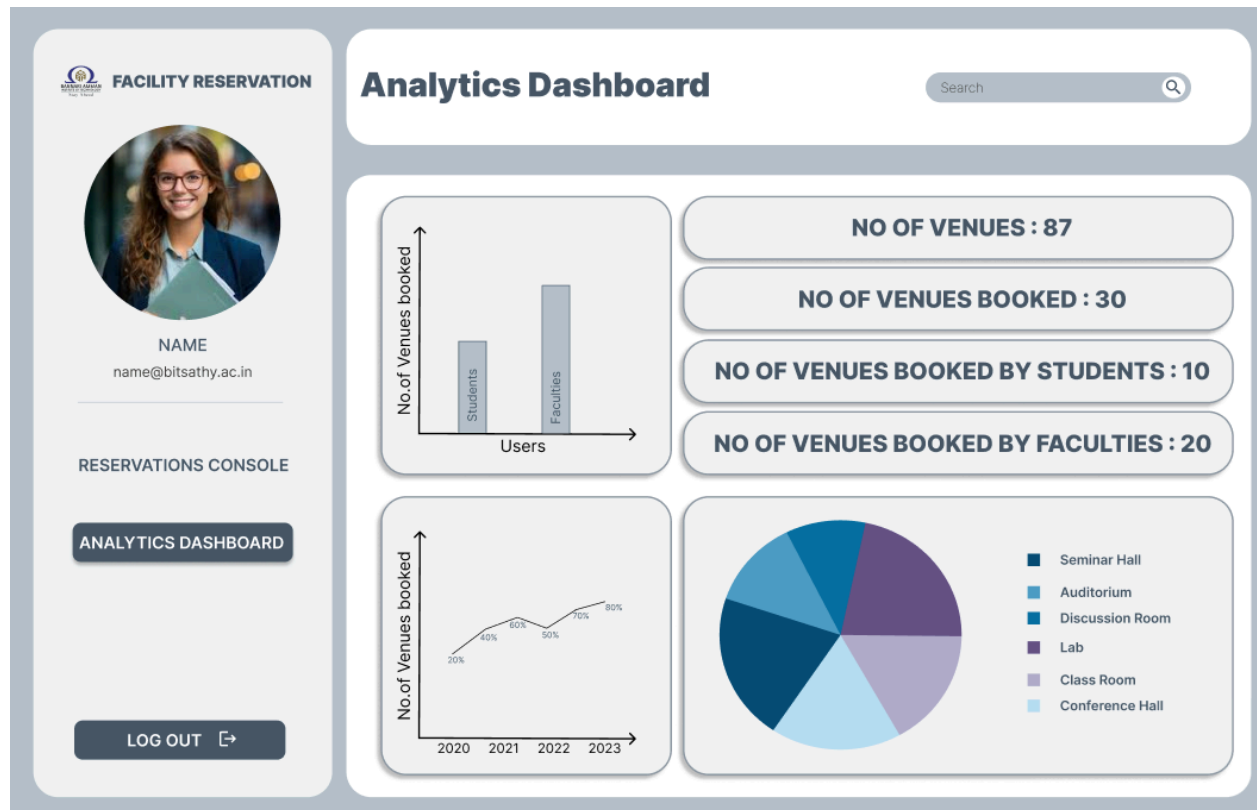 FACILITY RESERVATION
NAME
name@bitsathy.ac.in
RESERVATIONS CONSOLE
ANALYTICS DASHBOARD
LOG OUT
Analytics Dashboard
Search
No.of Venues booked
Students
Faculties
Users
NO OF VENUES : 87
NO OF VENUES BOOKED : 30
NO OF VENUES BOOKED BY STUDENTS : 10
NO OF VENUES BOOKED BY FACULTIES : 20
No.of Venues booked
20%
40%
60%
50%
70%
80%
2020 2021 2022 2023
Seminar Hall
Auditorium
Discussion Room
Lab
Class Room
Conference Hall